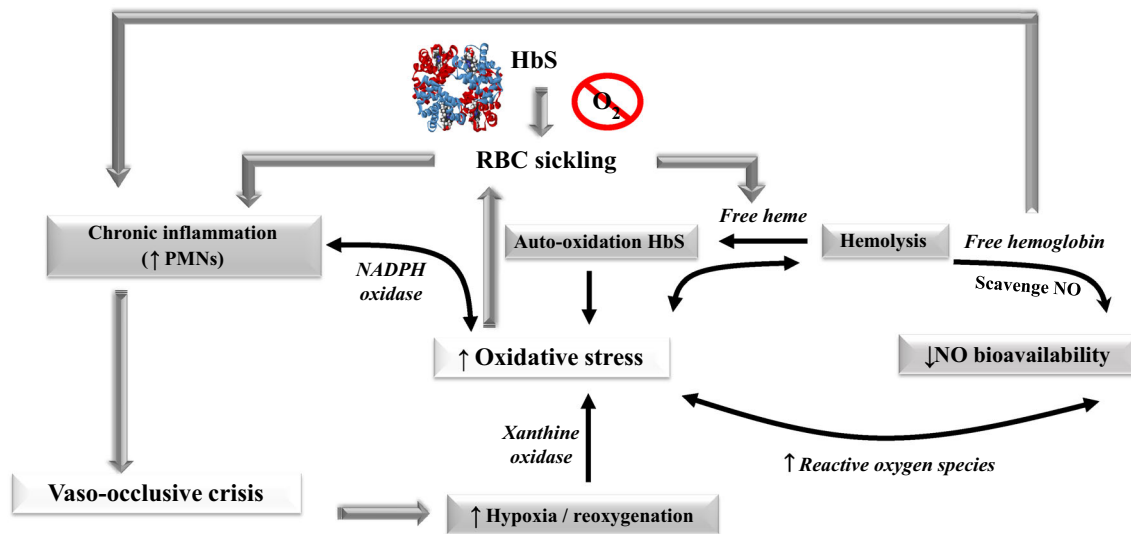 HbS
O₂
RBC sickling
Chronic inflammation
(↑ PMNs)
NADPH
oxidase
Auto-oxidation HbS
Free heme
Hemolysis
Free hemoglobin
Scavenge NO
↑ Oxidative stress
↓NO bioavailability
Xanthine
oxidase
↑ Reactive oxygen species
Vaso-occlusive crisis
↑ Hypoxia / reoxygenation